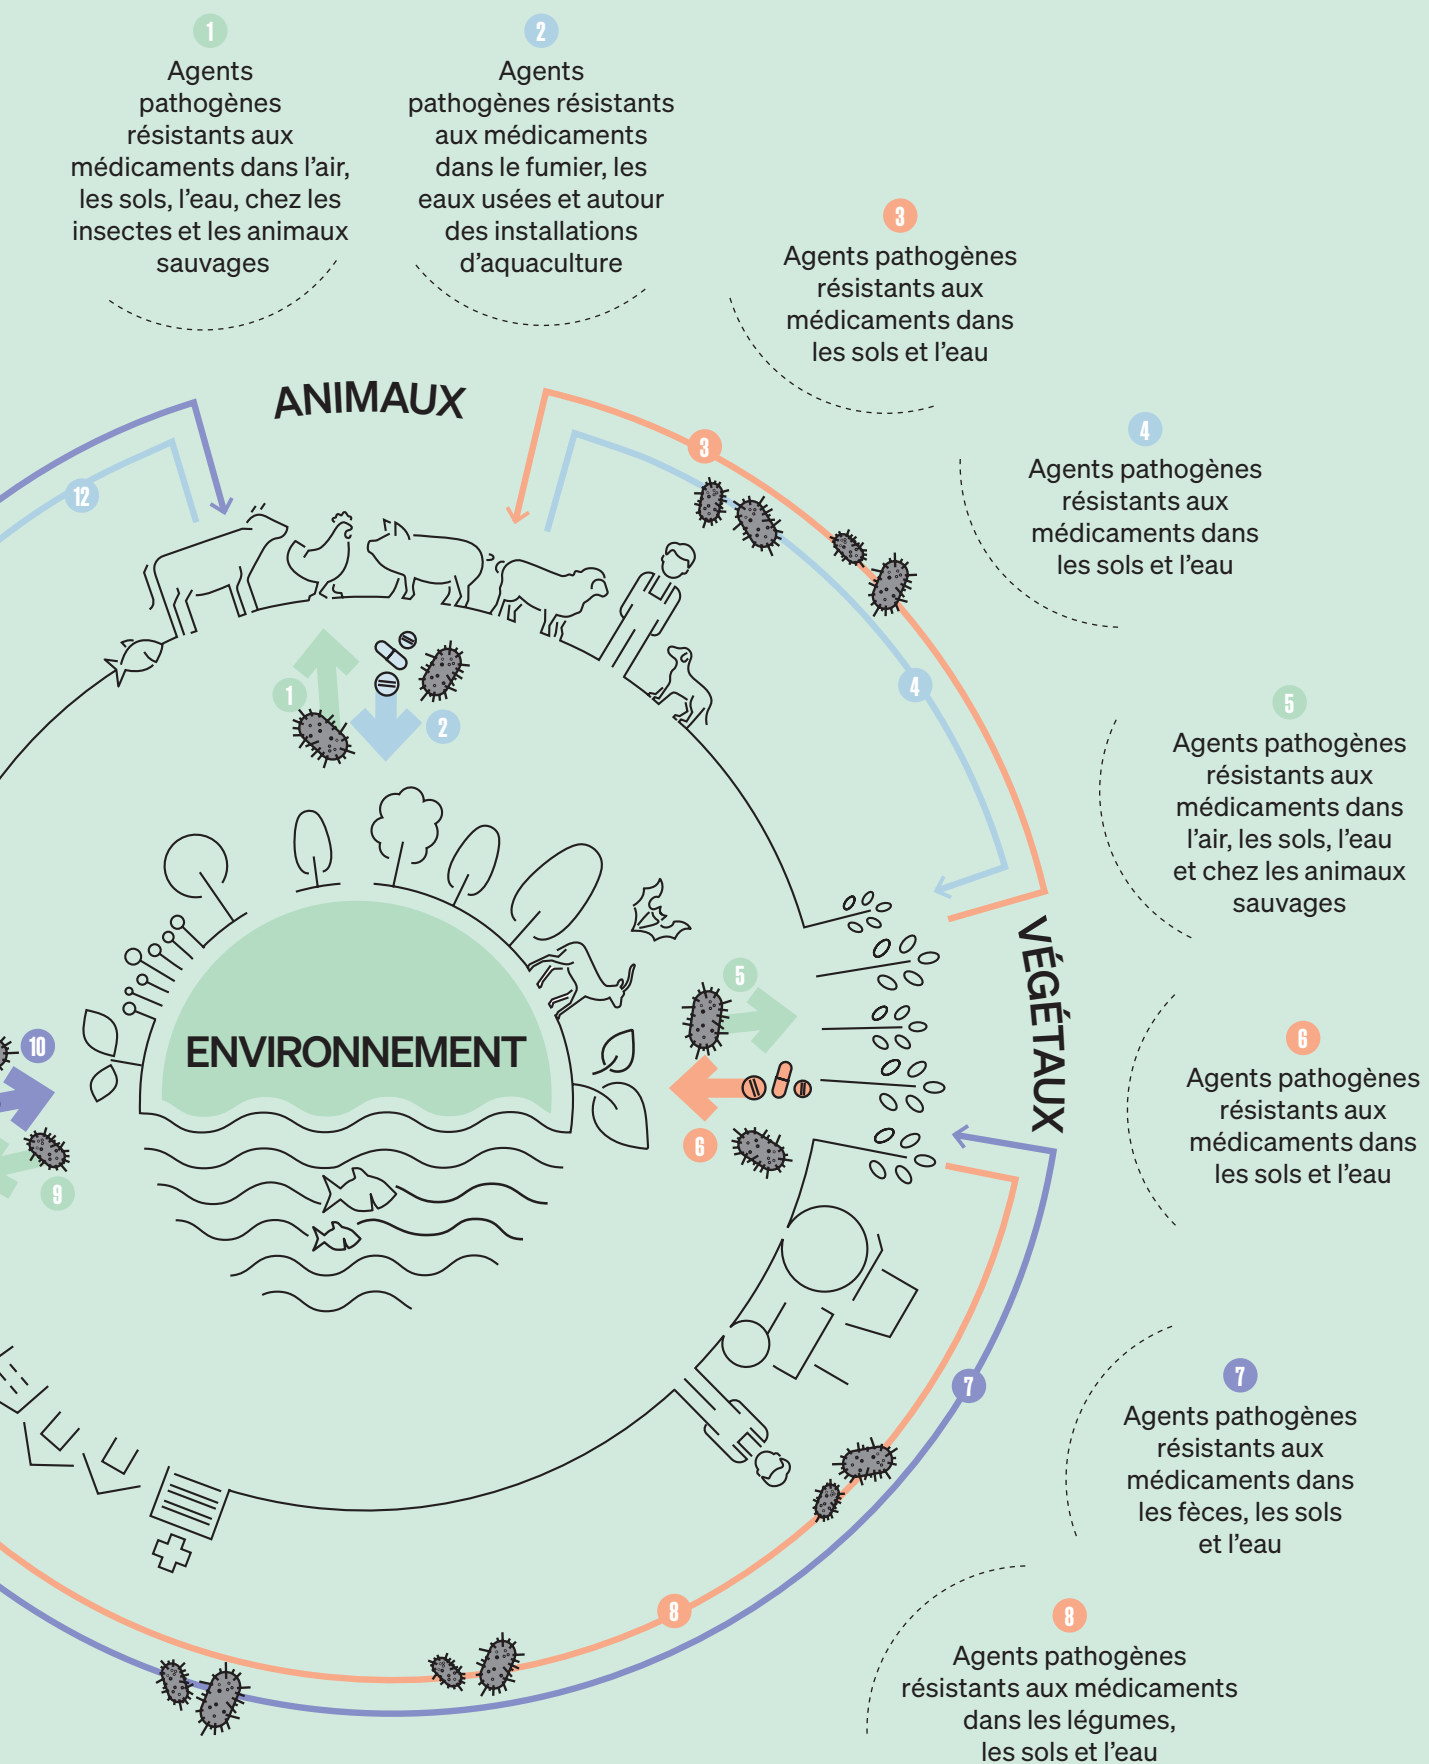 1
Agents
pathogènes
résistants aux
médicaments dans l’air,
les sols, l’eau, chez les
insectes et les animaux
sauvages
2
Agents
pathogènes résistants
aux médicaments
dans le fumier, les
eaux usées et autour
des installations
d’aquaculture
3
Agents pathogènes
résistants aux
médicaments dans
les sols et l’eau
4
Agents pathogènes
résistants aux
médicaments dans
les sols et l’eau
5
Agents pathogènes
résistants aux
médicaments dans
l’air, les sols, l’eau
et chez les animaux
sauvages
6
Agents pathogènes
résistants aux
médicaments dans
les sols et l’eau
7
Agents pathogènes
résistants aux
médicaments dans
les fèces, les sols
et l’eau
8
Agents pathogènes
résistants aux médicaments
dans les légumes,
les sols et l’eau
ANIMAUX
3
12
4
1
2
VÉGÉTAUX
5
ENVIRONNEMENT
10
6
9
7
8